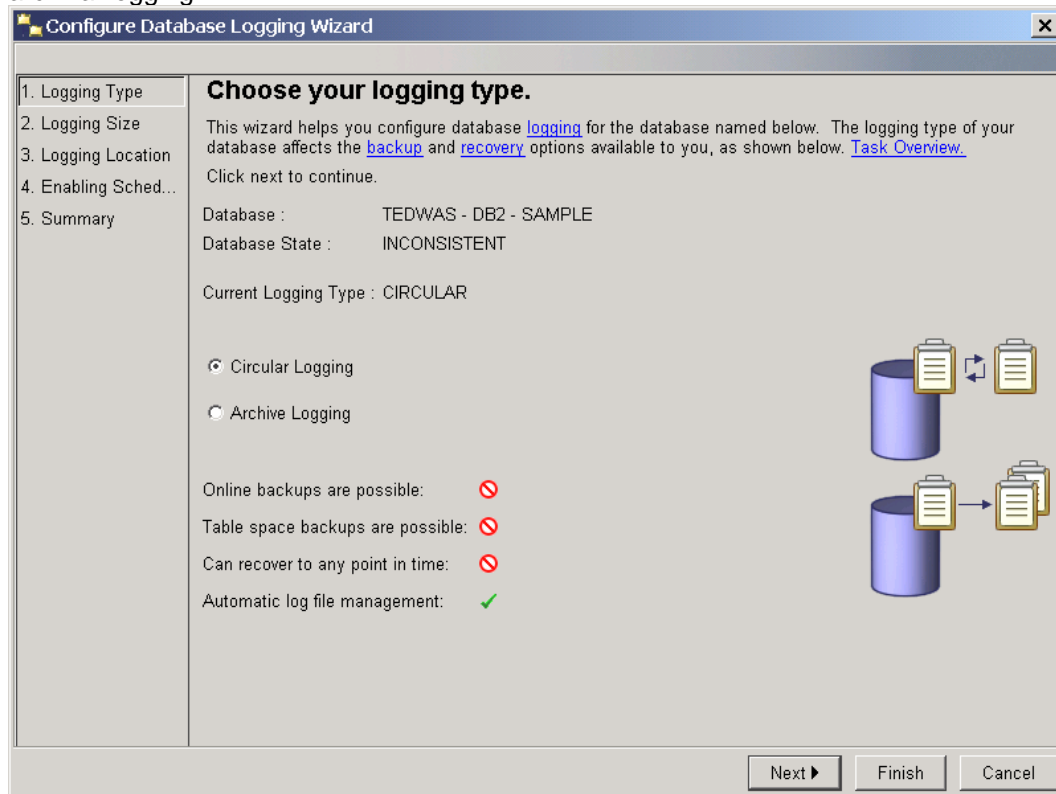 Configure Database Logging Wizard
1. Logging Type
2. Logging Size
3. Logging Location
4. Enabling Sched...
5. Summary
Choose your logging type.
This wizard helps you configure database logging for the database named below. The logging type of your
database affects the backup and recovery options available to you, as shown below. Task Overview.
Click next to continue.
Database : TEDWAS - DB2 - SAMPLE
Database State : INCONSISTENT
Current Logging Type : CIRCULAR
Circular Logging
Archive Logging
Online backups are possible:
Table space backups are possible:
Can recover to any point in time:
Automatic log file management:
Next
Finish
Cancel